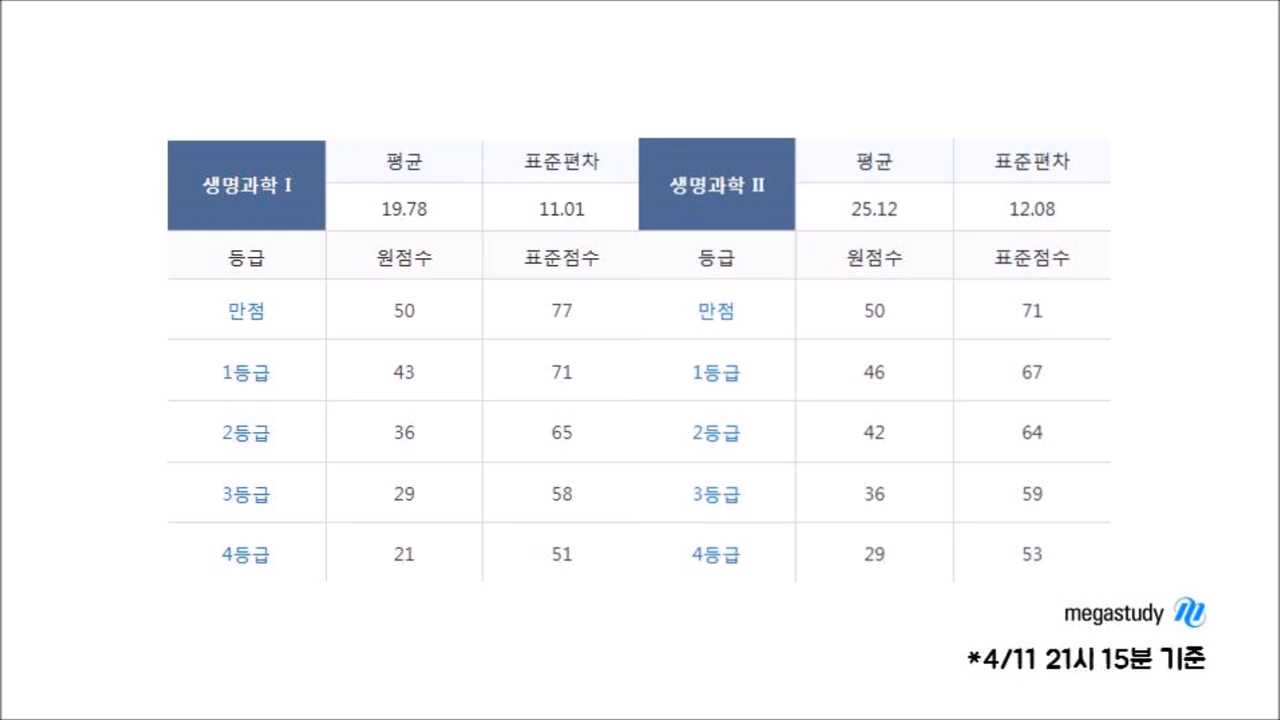 생명과학 I 평균 표준편차 생명과학 II 평균 표준편차
19.78 11.01 25.12 12.08
등급 원점수 표준점수 등급 원점수 표준점수
만점 50 77 만점 50 71
1등급 43 71 1등급 46 67
2등급 36 65 2등급 42 64
3등급 29 58 3등급 36 59
4등급 21 51 4등급 29 53
megastudy
*4/11 21시 15분 기준